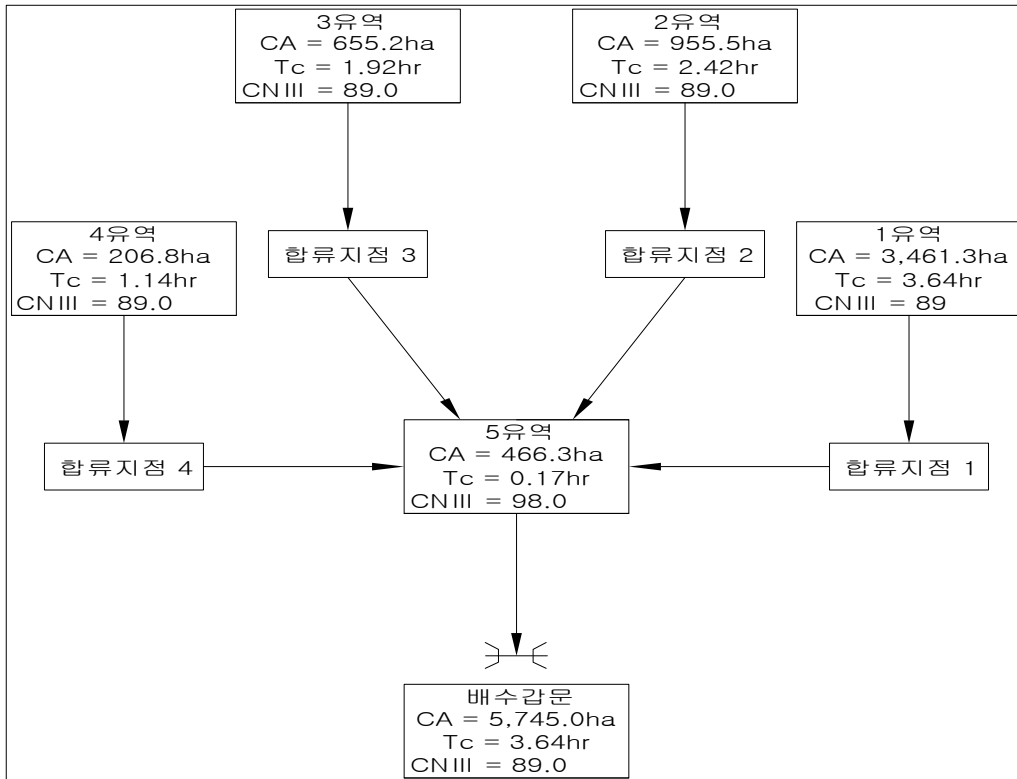 3유역
CA = 655.2ha
Tc = 1.92hr
CNIII = 89.0
2유역
CA = 955.5ha
Tc = 2.42hr
CNIII = 89.0
4유역
CA = 206.8ha
Tc = 1.14hr
CNIII = 89.0
합류지점 3
합류지점 2
1유역
CA = 3,461.3ha
Tc = 3.64hr
CNIII = 89
합류지점 4
5유역
CA = 466.3ha
Tc = 0.17hr
CNIII = 98.0
합류지점 1
배수갑문
CA = 5,745.0ha
Tc = 3.64hr
CNIII = 89.0